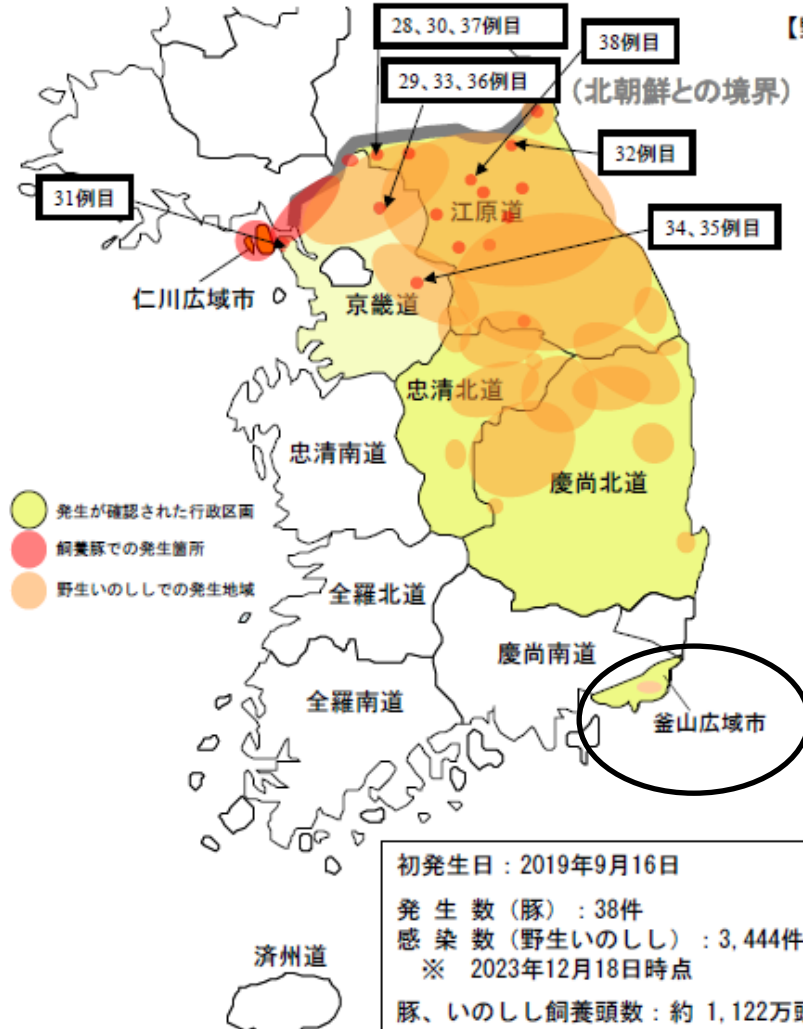 28、30、37例目
【
38例目
29、33、36例目
（北朝鮮との境界）
32例目
31例目
江原道
34、35例目
仁川広域市
京畿道
忠清北道
忠清南道
慶尚北道
発生が確認された行政区画
飼養豚での発生箇所
野生いのししでの発生地域
全羅北道
慶尚南道
全羅南道
釜山広域市
初発生日：2019年9月16日
発 生 数（豚）：38件
感 染 数（野生いのしし）：3,444件
※ 2023年12月18日時点
済州道
豚、いのしし飼養頭数：約 1,122万頭